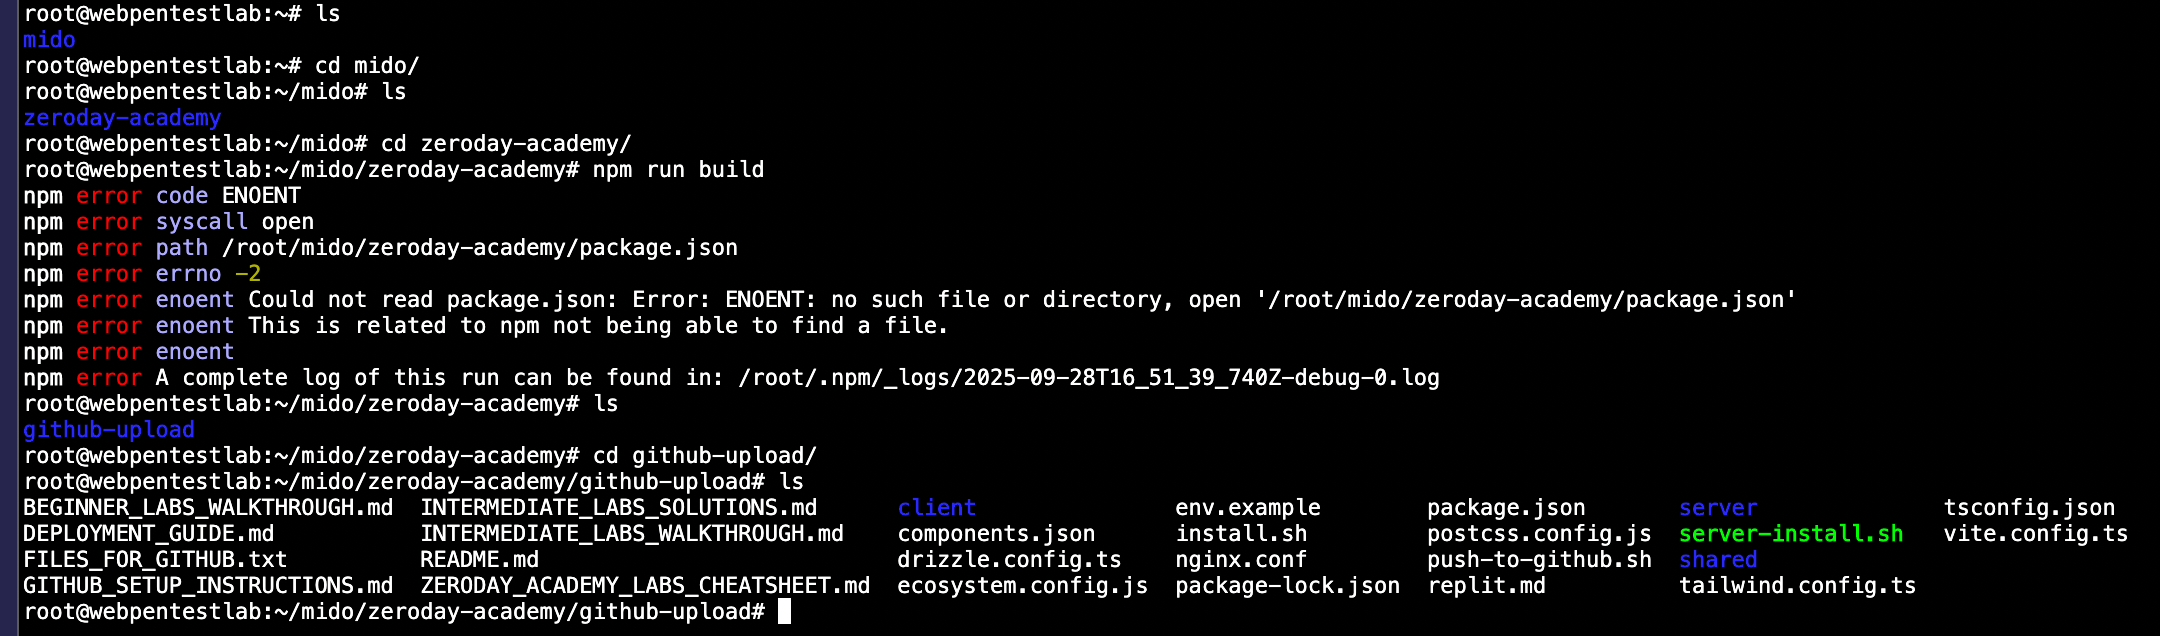 root@webpentestlab:~# ls
mido
root@webpentestlab:~# cd mido/
root@webpentestlab:~/mido# ls
zeroday-academy
root@webpentestlab:~/mido# cd zeroday-academy/
root@webpentestlab:~/mido/zeroday-academy# npm run build
npm error code ENOENT
npm error syscall open
npm error path /root/mido/zeroday-academy/package.json
npm error errno -2
npm error enoent Could not read package.json: Error: ENOENT: no such file or directory, open '/root/mido/zeroday-academy/package.json'
npm error enoent This is related to npm not being able to find a file.
npm error enoent
npm error A complete log of this run can be found in: /root/.npm/_logs/2025-09-28T16_51_39_740Z-debug-0.log
root@webpentestlab:~/mido/zeroday-academy# ls
github-upload
root@webpentestlab:~/mido/zeroday-academy# cd github-upload/
root@webpentestlab:~/mido/zeroday-academy/github-upload# ls
BEGINNER_LABS_WALKTHROUGH.md  INTERMEDIATE_LABS_SOLUTIONS.md      client               env.example        package.json       server             tsconfig.json
DEPLOYMENT_GUIDE.md           INTERMEDIATE_LABS_WALKTHROUGH.md    components.json      install.sh         postcss.config.js  server-install.sh  vite.config.ts
FILES_FOR_GITHUB.txt          README.md                           drizzle.config.ts    nginx.conf         push-to-github.sh  shared
GITHUB_SETUP_INSTRUCTIONS.md  ZERODAY_ACADEMY_LABS_CHEATSHEET.md  ecosystem.config.js  package-lock.json  replit.md          tailwind.config.ts
root@webpentestlab:~/mido/zeroday-academy/github-upload#